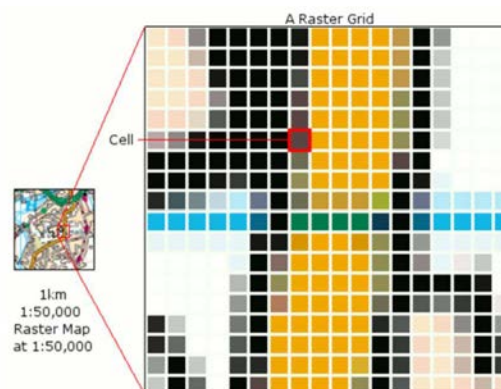 A Raster Grid
Cell
1km
1:50,000
Raster Map
at 1:50,000